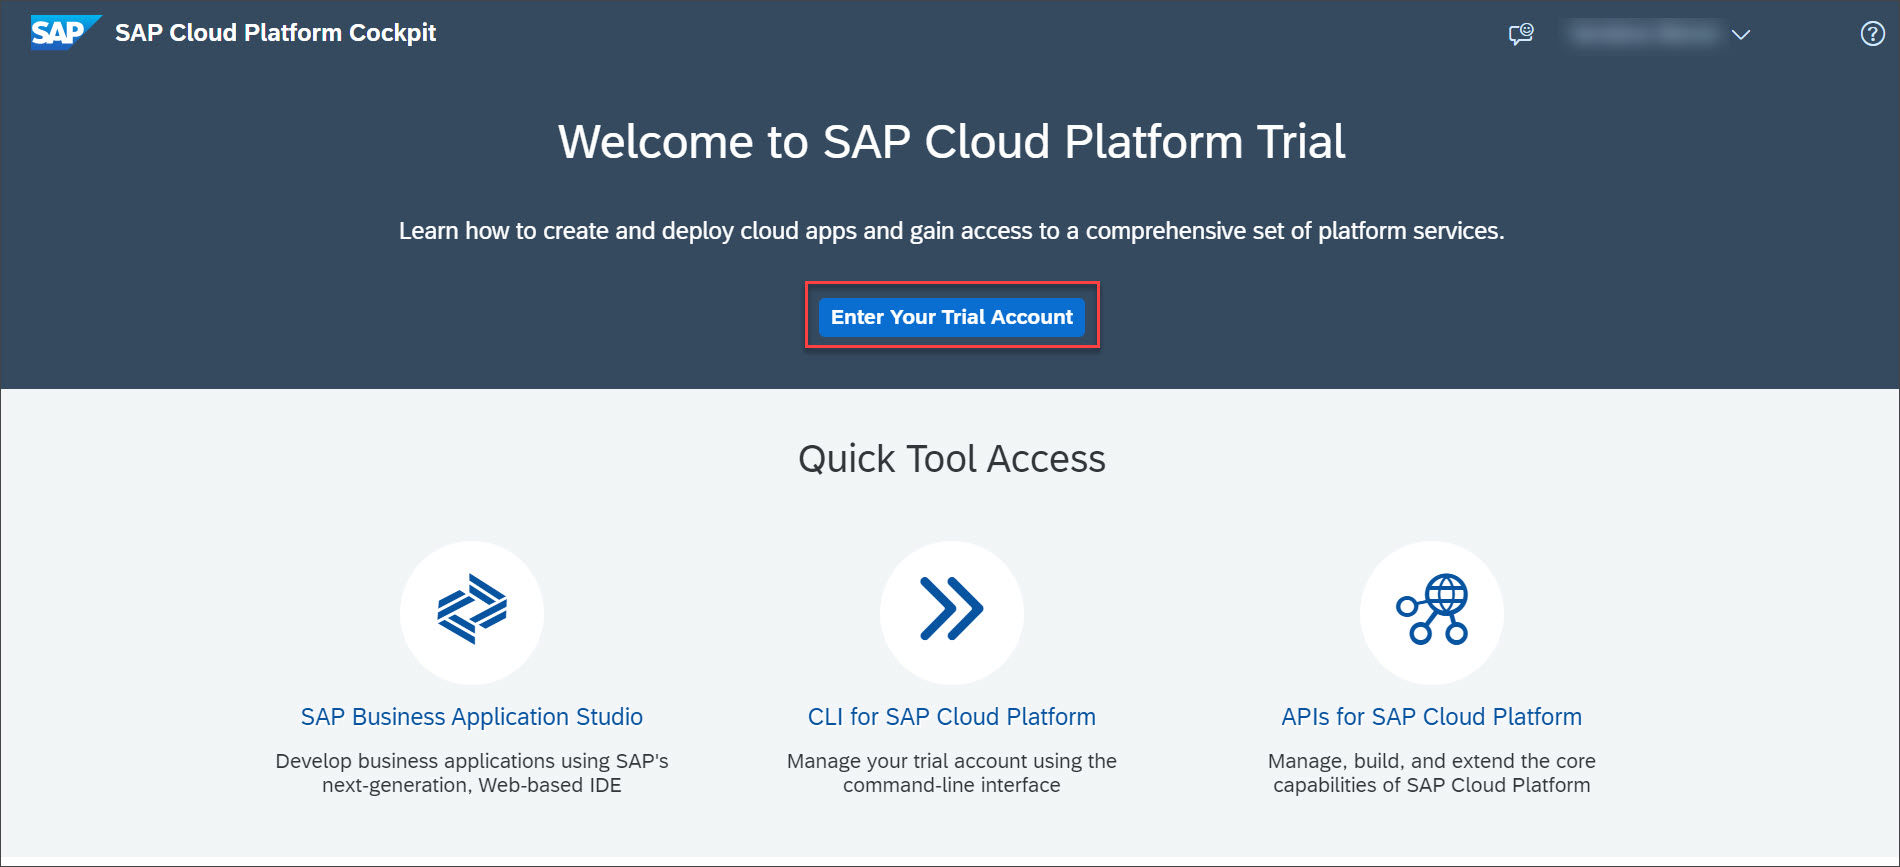 SAP SAP Cloud Platform Cockpit
Welcome to SAP Cloud Platform Trial
Learn how to create and deploy cloud apps and gain access to a comprehensive set of platform services.
Enter Your Trial Account
Quick Tool Access
SAP Business Application Studio
Develop business applications using SAP's
next-generation, Web-based IDE
CLI for SAP Cloud Platform
Manage your trial account using the
command-line interface
APIs for SAP Cloud Platform
Manage, build, and extend the core
capabilities of SAP Cloud Platform